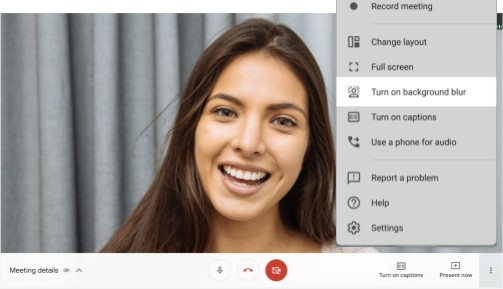 Record meeting
Change layout
Full screen
Turn on background blur
Turn on captions
Use a phone for audio
Report a problem
Help
Settings
Meeting details
Turn on captions
Present now